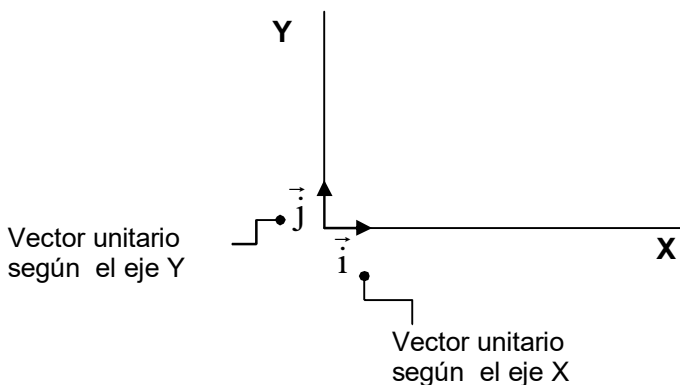 Y
j
Vector unitario
según el eje Y
X
i
Vector unitario
según el eje X